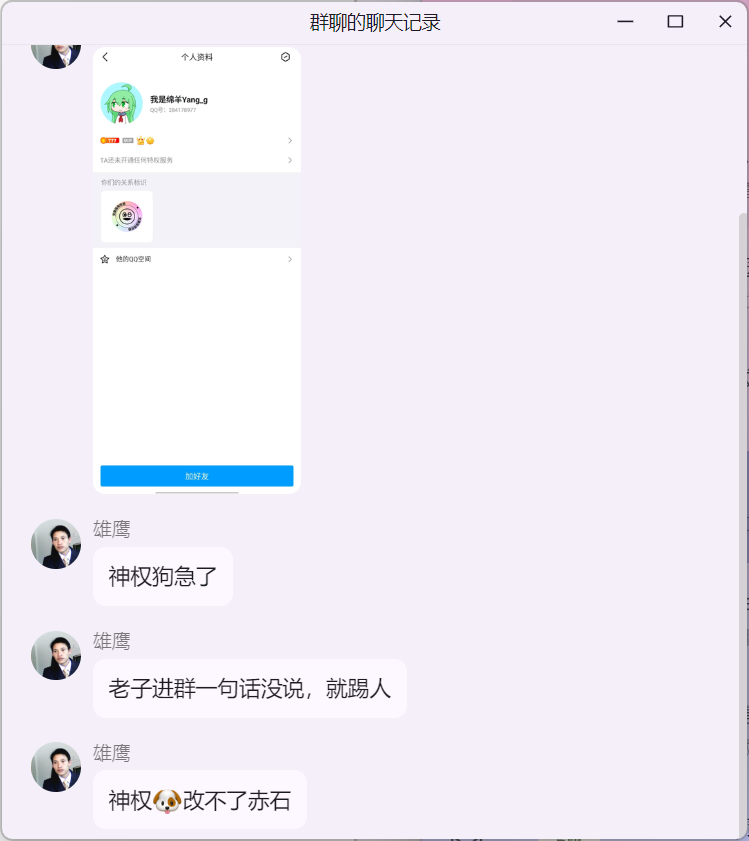 群聊的聊天记录
个人资料
我是绵羊Yang_g
QQ号：284178977
TA还未开通任何特权服务
你们的关系标识
他的QQ空间
加好友
雄鹰
神权狗急了
雄鹰
老子进群一句话没说，就踢人
雄鹰
神权🐶改不了赤石